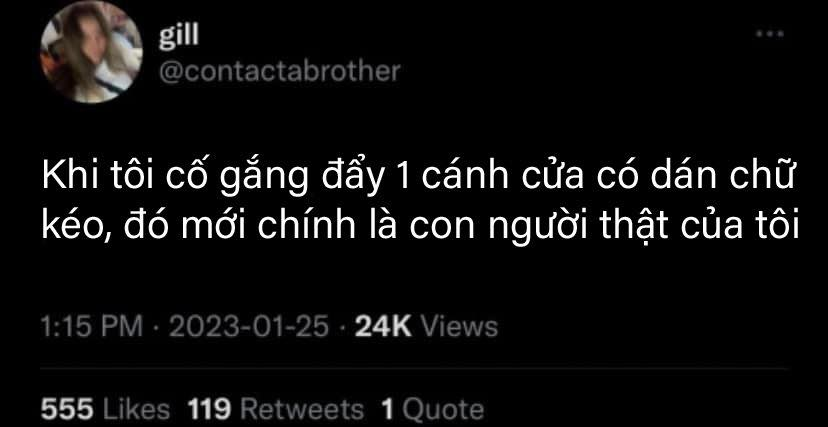 gill
@contactabrother
Khi tôi cố gắng đẩy 1 cánh cửa có dán chữ
kéo, đó mới chính là con người thật của tôi
1:15 PM · 2023-01-25 · 24K Views
555 Likes 119 Retweets 1 Quote